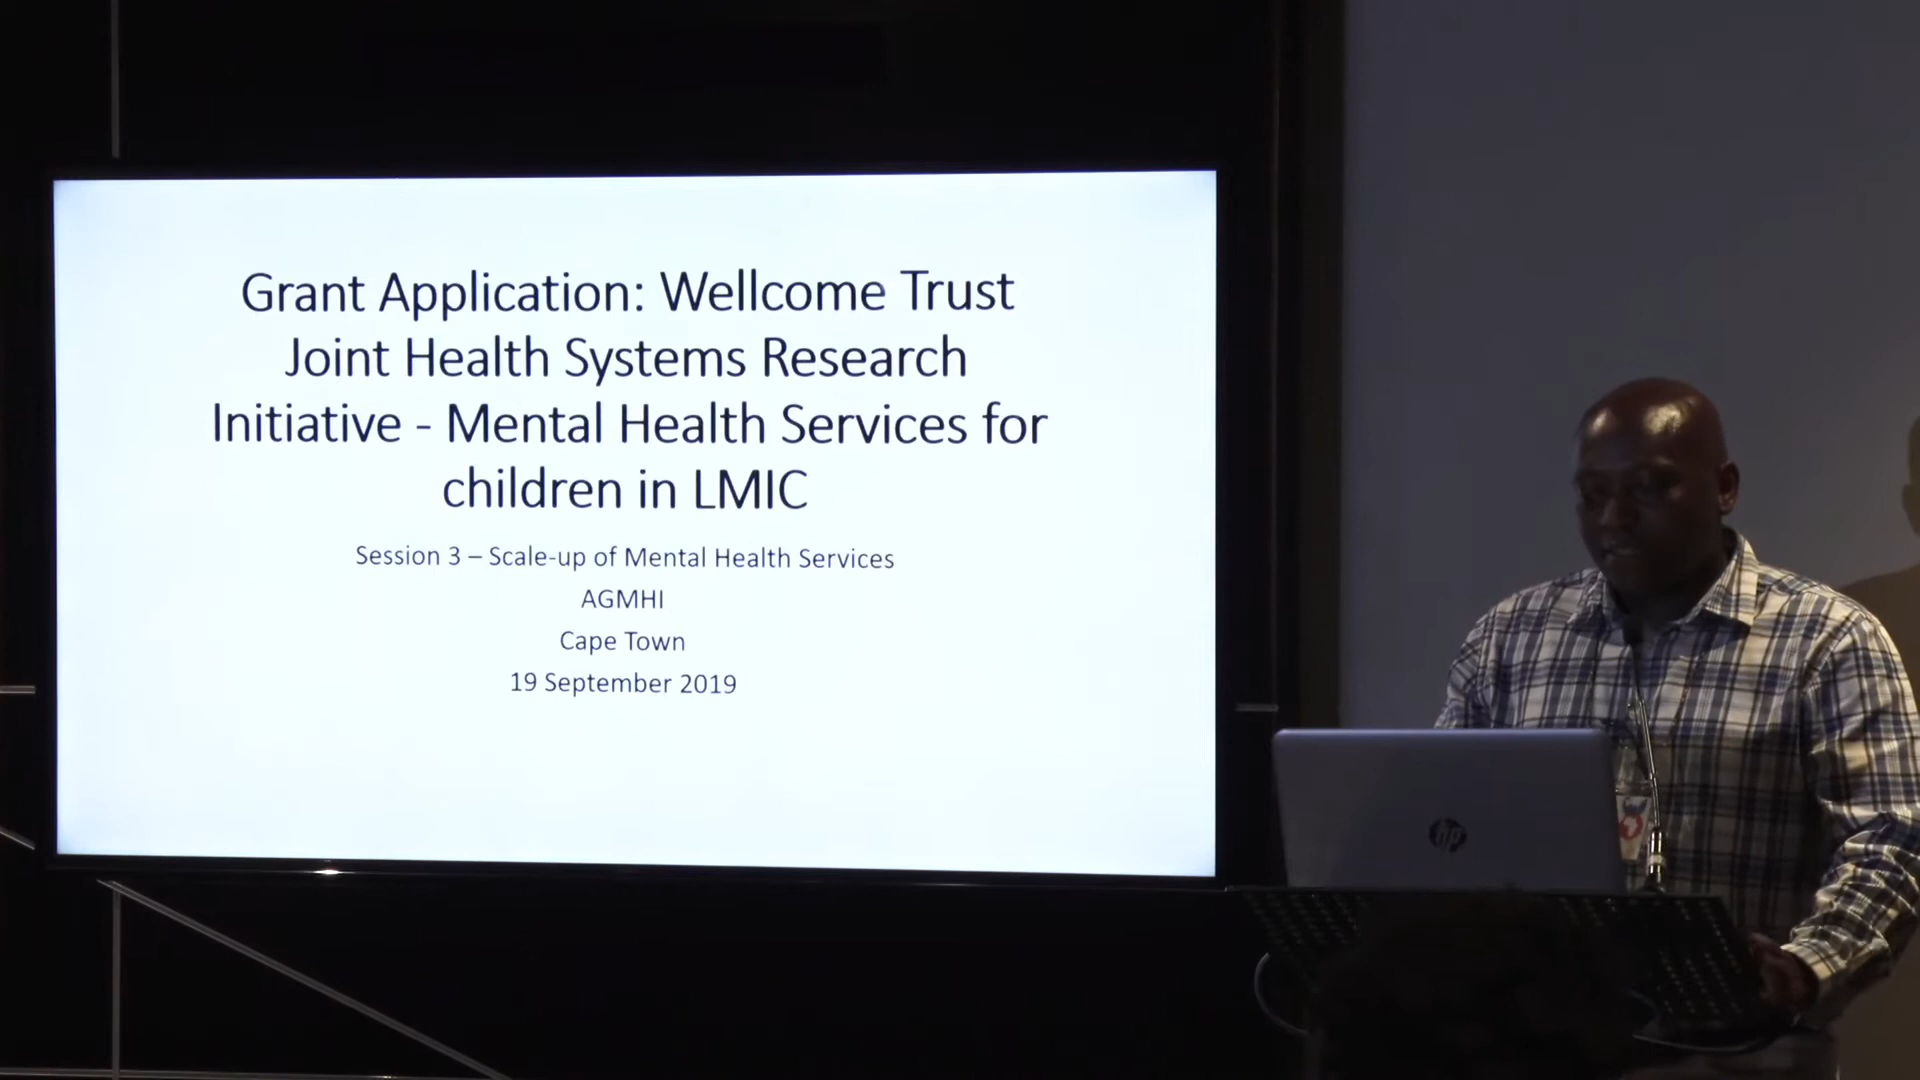 Grant Application: Wellcome Trust
Joint Health Systems Research
Initiative - Mental Health Services for
children in LMIC
Session 3 – Scale-up of Mental Health Services
AGMHI
Cape Town
19 September 2019
hp